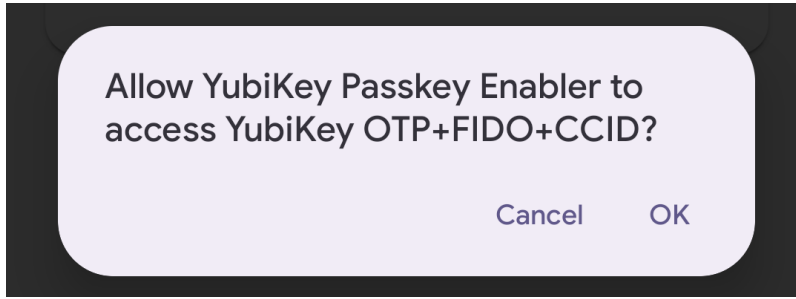 Allow YubiKey Passkey Enabler to
access YubiKey OTP+FIDO+CCID?
Cancel OK